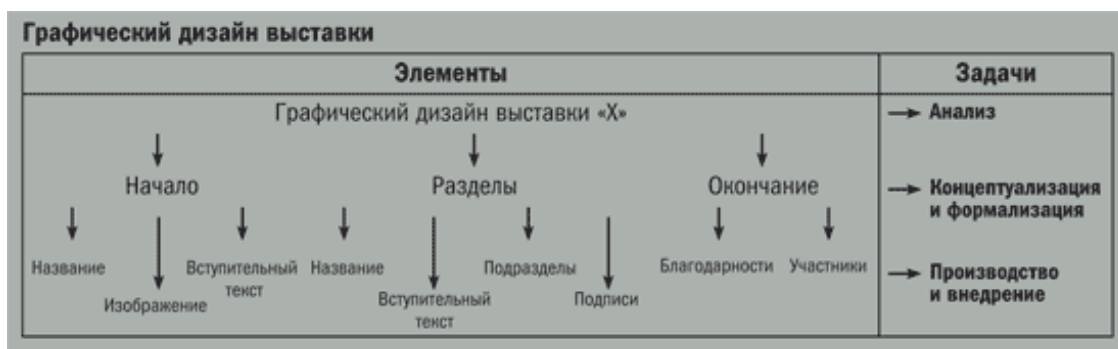 Графический дизайн выставки
Элементы
Задачи
Графический дизайн выставки «X»
Анализ
Начало
Разделы
Окончание
Концептуализация
и формализация
Название
Изображение
Вступительный
текст
Название
Вступительный
текст
Подразделы
Подписи
Благодарности
Участники
Производство
и внедрение